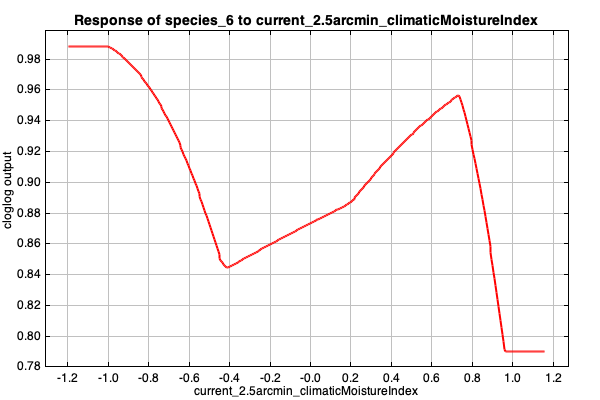 Response of species_6 to current_2.5arcmin_climaticMoistureIndex
cloglog output
0.98
0.96
0.94
0.92
0.90
0.88
0.86
0.84
0.82
0.80
0.78
-1.2 -1.0 -0.8 -0.6 -0.4 -0.2 -0.0 0.2 0.4 0.6 0.8 1.0 1.2
current_2.5arcmin_climaticMoistureIndex